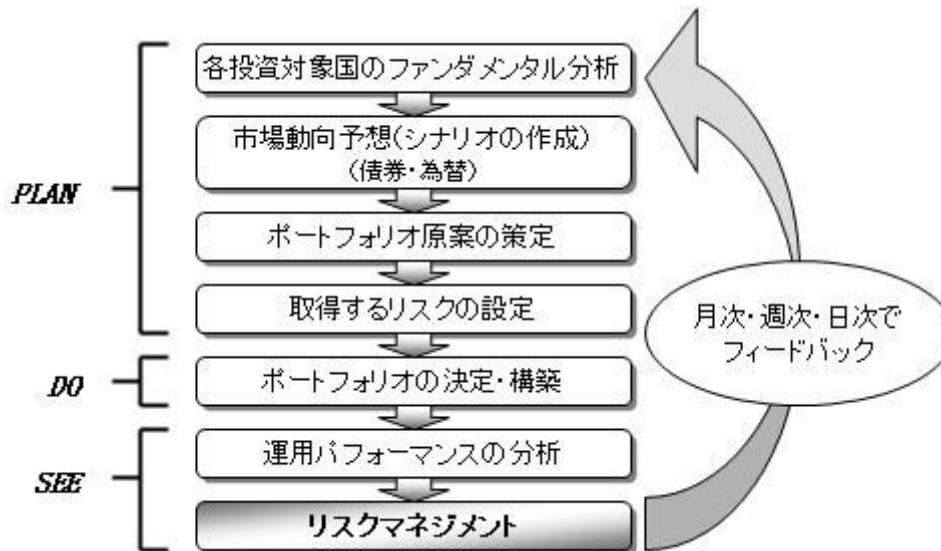 各投資対象国のファンダメンタル分析
市場動向予想(シナリオの作成)
(債券・為替)
PLAN
ポートフォリオ原案の策定
取得するリスクの設定
月次・週次・日次で
フィードバック
DO
ポートフォリオの決定・構築
運用パフォーマンスの分析
SEE
リスクマネジメント